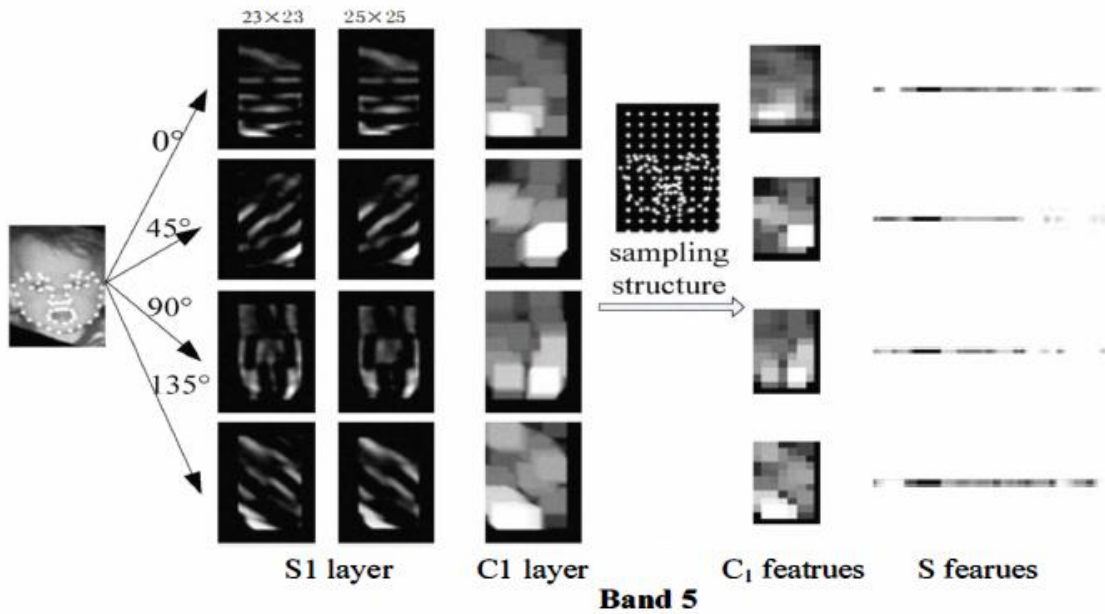 23×23 25×25
0°
45°
90°
135°
sampling
structure
S1 layer C1 layer C₁ featrues S fearues
Band 5